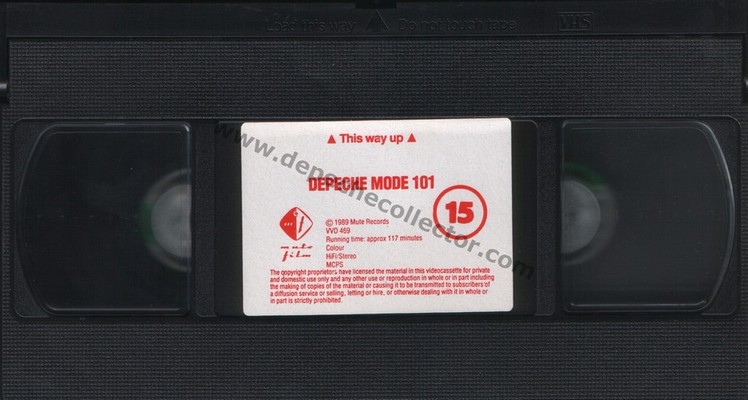 Load this way ▲ Do not touch tape VHS
▲ This way up ▲
www.depechecollector.com
DEPECHE MODE 101
15
mute film
© 1989 Mute Records
VVD 469
Running time: approx 117 minutes
Colour
HiFi/Stereo
MCPS
The copyright proprietors have licensed the material in this videocassette for private
and domestic use only and any other use or reproduction in whole or in part including
the making of copies of the material or causing it to be transmitted to subscribers of
a diffusion service or selling, letting or hire, or otherwise dealing with it in whole or
in part is strictly prohibited.